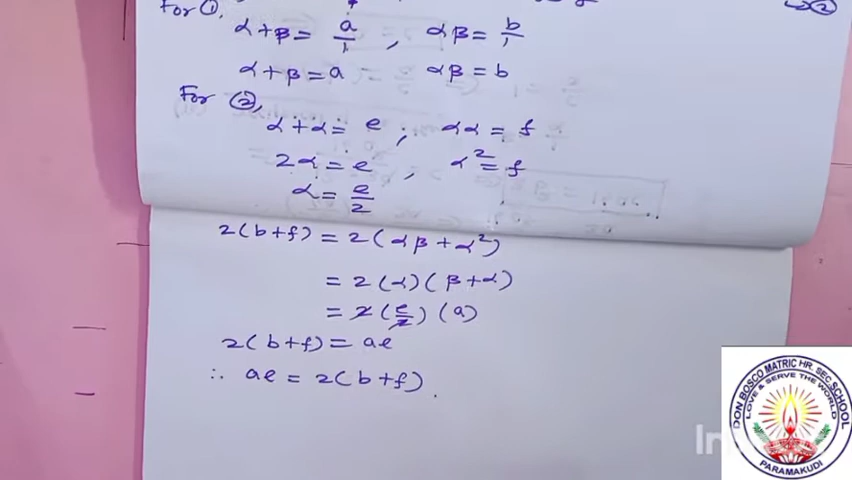 For ①,
α+β = a/1 , αβ = b/1
α+β = a αβ = b
For ②,
α+α = e ; αα = f
2α = e , α² = f
α = e/2
2(b+f) = 2(αβ+α²)
= 2(α)(β+α)
= 2(e/2)(a)
2(b+f) = ae
∴ ae = 2(b+f).
DON BOSCO MATRIC HR. SEC. SCHOOL
LOVE & SERVE THE WORLD
PARAMAKUDI